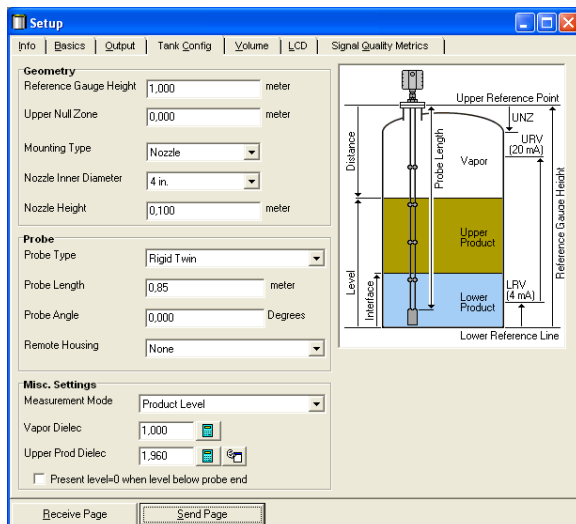 Setup
Info Basics Output Tank Config Volume LCD Signal Quality Metrics
Geometry
Reference Gauge Height 1,000 meter
Upper Null Zone 0,000 meter
Mounting Type Nozzle
Nozzle Inner Diameter 4 in.
Nozzle Height 0,100 meter
Probe
Probe Type Rigid Twin
Probe Length 0,85 meter
Probe Angle 0,000 Degrees
Remote Housing None
Misc. Settings
Measurement Mode Product Level
Vapor Dielec 1,000
Upper Prod Dielec 1,960
Present level=0 when level below probe end
Receive Page Send Page
Upper Reference Point
UNZ
URV
(20 mA)
Distance
Probe Length
Vapor
Reference Gauge Height
Upper
Product
Level
Interface
Lower
Product
LRV
(4 mA)
Lower Reference Line